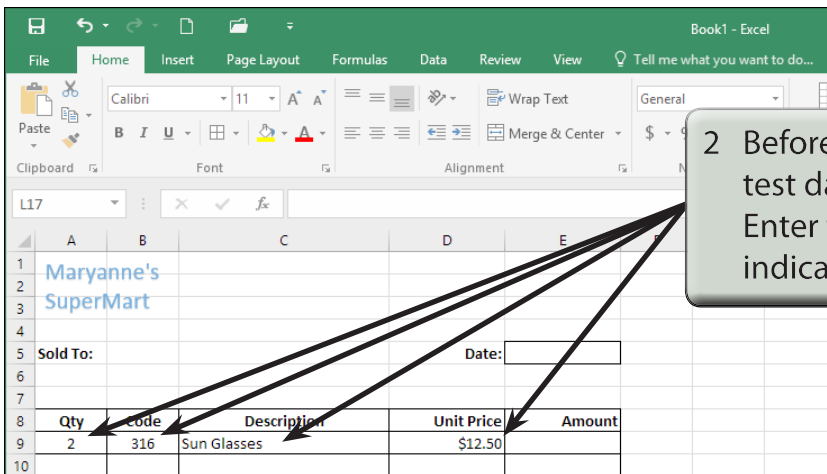 Book1 - Excel
File Home Insert Page Layout Formulas Data Review View Tell me what you want to do...
Paste
Calibri 11 A A Wrap Text General
B I U A Merge & Center $
Clipboard Font Alignment
L17 fx
A B C D E
1 Maryanne's
2
3 SuperMart
4
5 Sold To: Date:
6
7
8 Qty Code Description Unit Price Amount
9 2 316 Sun Glasses $12.50
10
2 Before
test
Enter